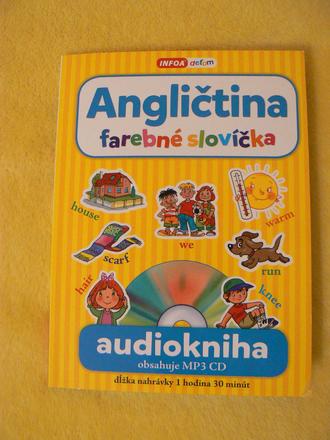 INFOA deťom
Angličtina
farebné slovíčka
house
we
warm
scarf
run
hair
knee
audiokniha
obsahuje MP3 CD
dĺžka nahrávky 1 hodina 30 minút